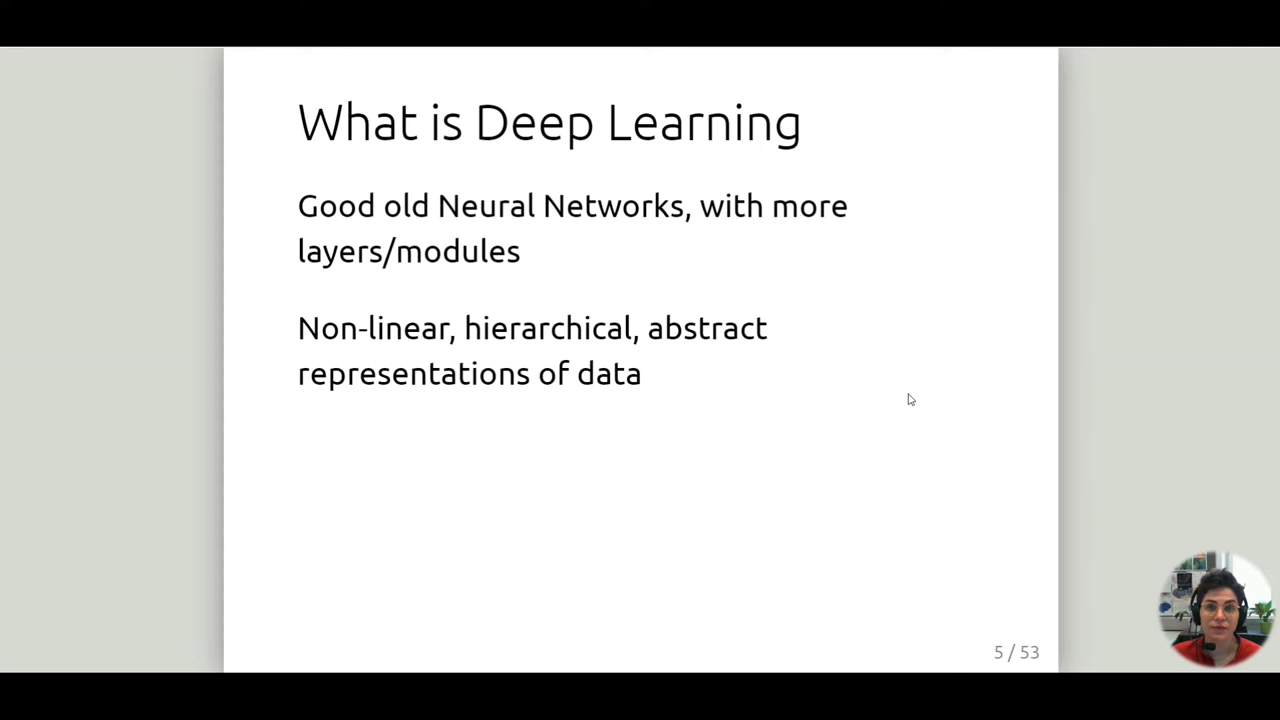 What is Deep Learning
Good old Neural Networks, with more
layers/modules
Non-linear, hierarchical, abstract
representations of data
5 / 53